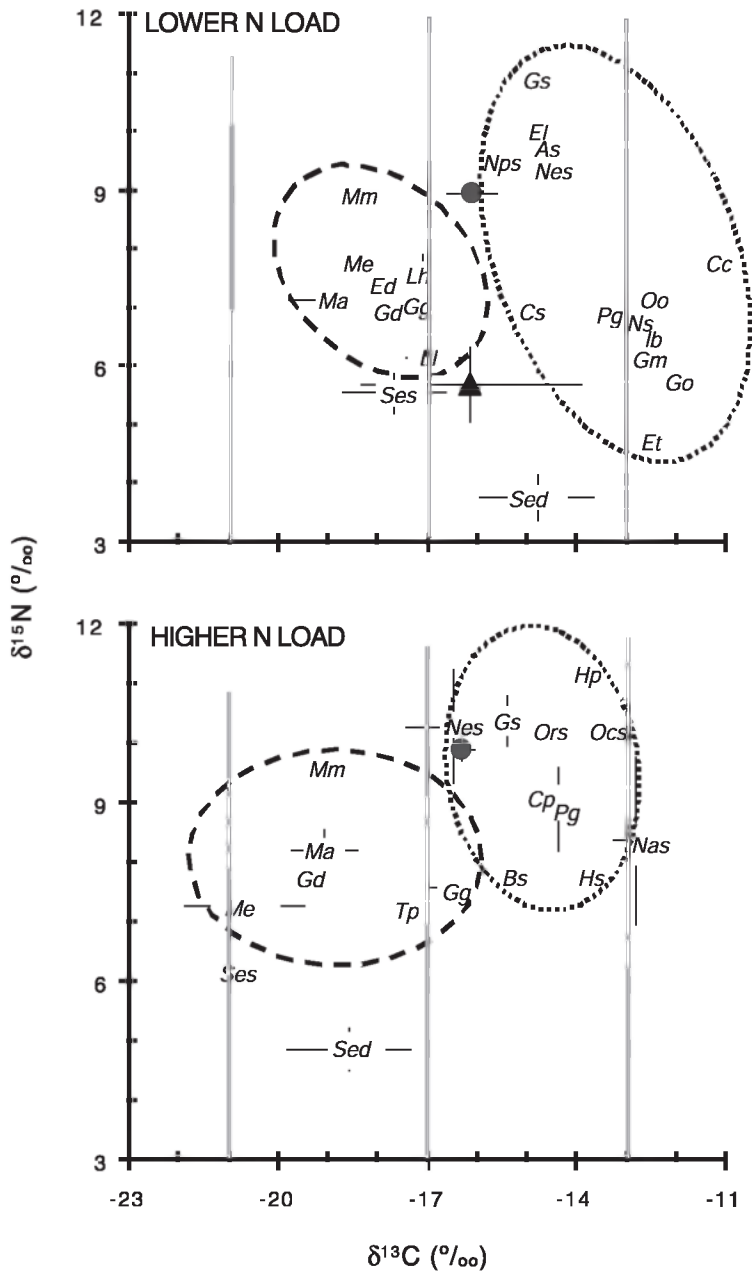 12
LOWER N LOAD
Gs
El
As
Nps
Nes
9
Mm
Cc
Me
Lh
Ed
Ma
Gd
Gg
Oo
Cs
Pg
Ns
Ib
Gm
6
Go
Ses
Et
Sed
3
δ¹⁵N (º/₀₀)
12
HIGHER N LOAD
Hp
Nes
Gs
Ors
Ocs
Mm
9
Cp
Pg
Ma
Nas
Gd
Bs
Hs
Me
Tp
Gg
Ses
6
Sed
3
-23
-20
-17
-14
-11
δ¹³C (º/₀₀)